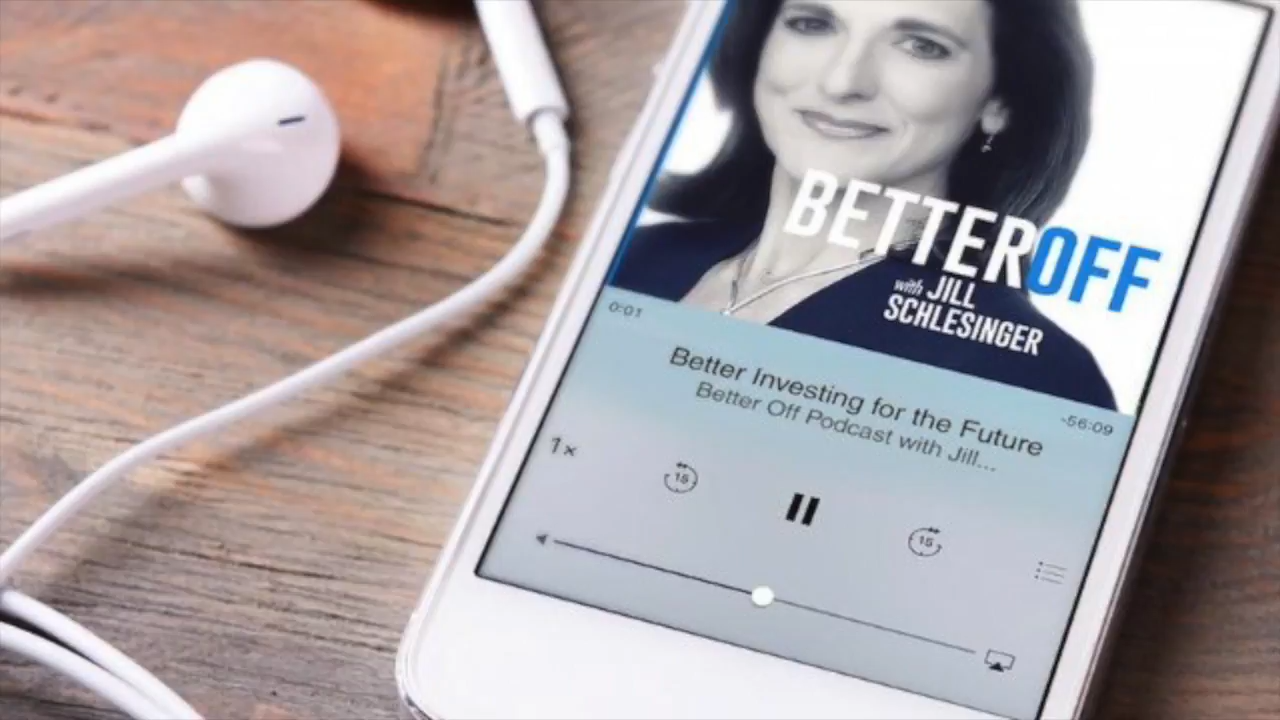 BETTEROFF
with JILL
SCHLESINGER
0:01
-56:09
Better Investing for the Future
Better Off Podcast with Jill...
1×
15
15